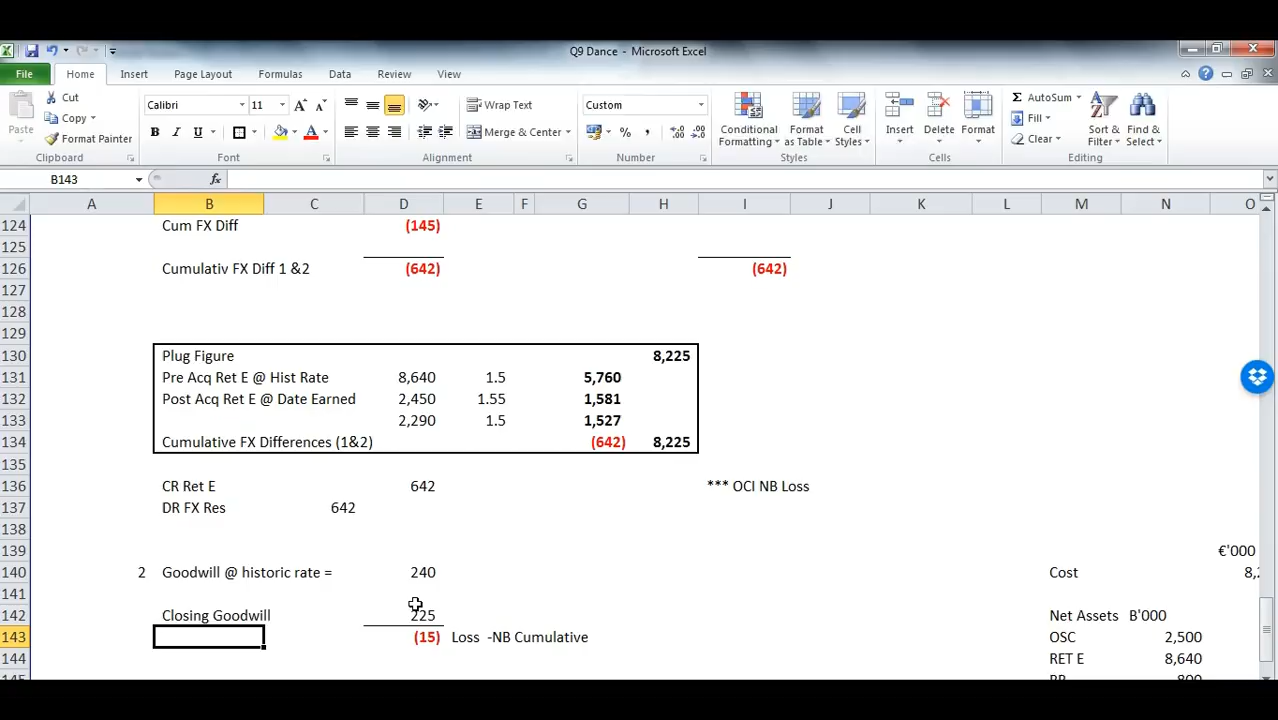 Q9 Dance - Microsoft Excel
File Home Insert Page Layout Formulas Data Review View
Paste Cut Copy Format Painter
Calibri 11 A A Wrap Text Custom
B I U A Merge & Center % , .0 .00 .00 .0
Conditional Formatting Format as Table Cell Styles Insert Delete Format
Σ AutoSum Fill Clear Sort & Filter Find & Select
Clipboard Font Alignment Number Styles Cells Editing
B143 fx
A B C D E F G H I J K L M N O
124 Cum FX Diff (145)
125
126 Cumulativ FX Diff 1 &2 (642) (642)
127
128
129
130 Plug Figure 8,225
131 Pre Acq Ret E @ Hist Rate 8,640 1.5 5,760
132 Post Acq Ret E @ Date Earned 2,450 1.55 1,581
133 2,290 1.5 1,527
134 Cumulative FX Differences (1&2) (642) 8,225
135
136 CR Ret E 642 *** OCI NB Loss
137 DR FX Res 642
138
139 €'000
140 2 Goodwill @ historic rate = 240 Cost 8,
141
142 Closing Goodwill 225 Net Assets B'000
143 (15) Loss -NB Cumulative OSC 2,500
144 RET E 8,640